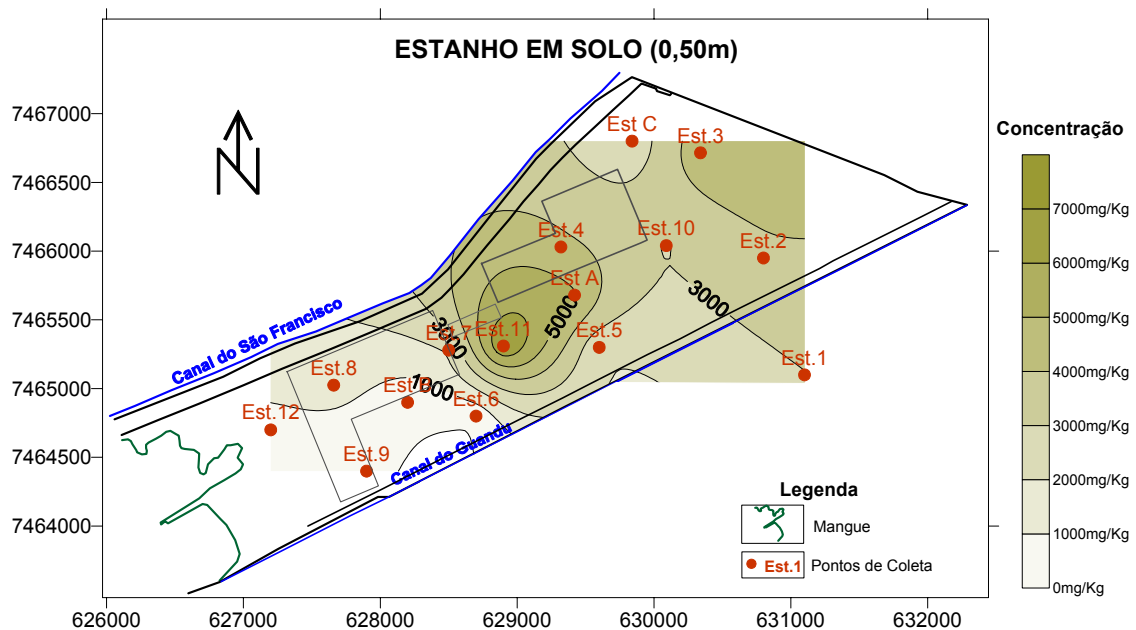 ESTANHO EM SOLO (0,50m)
7467000
7466500
7466000
7465500
7465000
7464500
7464000
626000
627000
628000
629000
630000
631000
632000
N
Canal do São Francisco
Canal do Guandu
Est C
Est.3
Est.4
Est.10
Est.2
Est A
3000
5000
3000
Est.7
Est.11
Est.5
Est.1
Est.8
1000
Est B
Est.6
Est.12
Est.9
Legenda
Mangue
Est.1 Pontos de Coleta
Concentração
7000mg/Kg
6000mg/Kg
5000mg/Kg
4000mg/Kg
3000mg/Kg
2000mg/Kg
1000mg/Kg
0mg/Kg